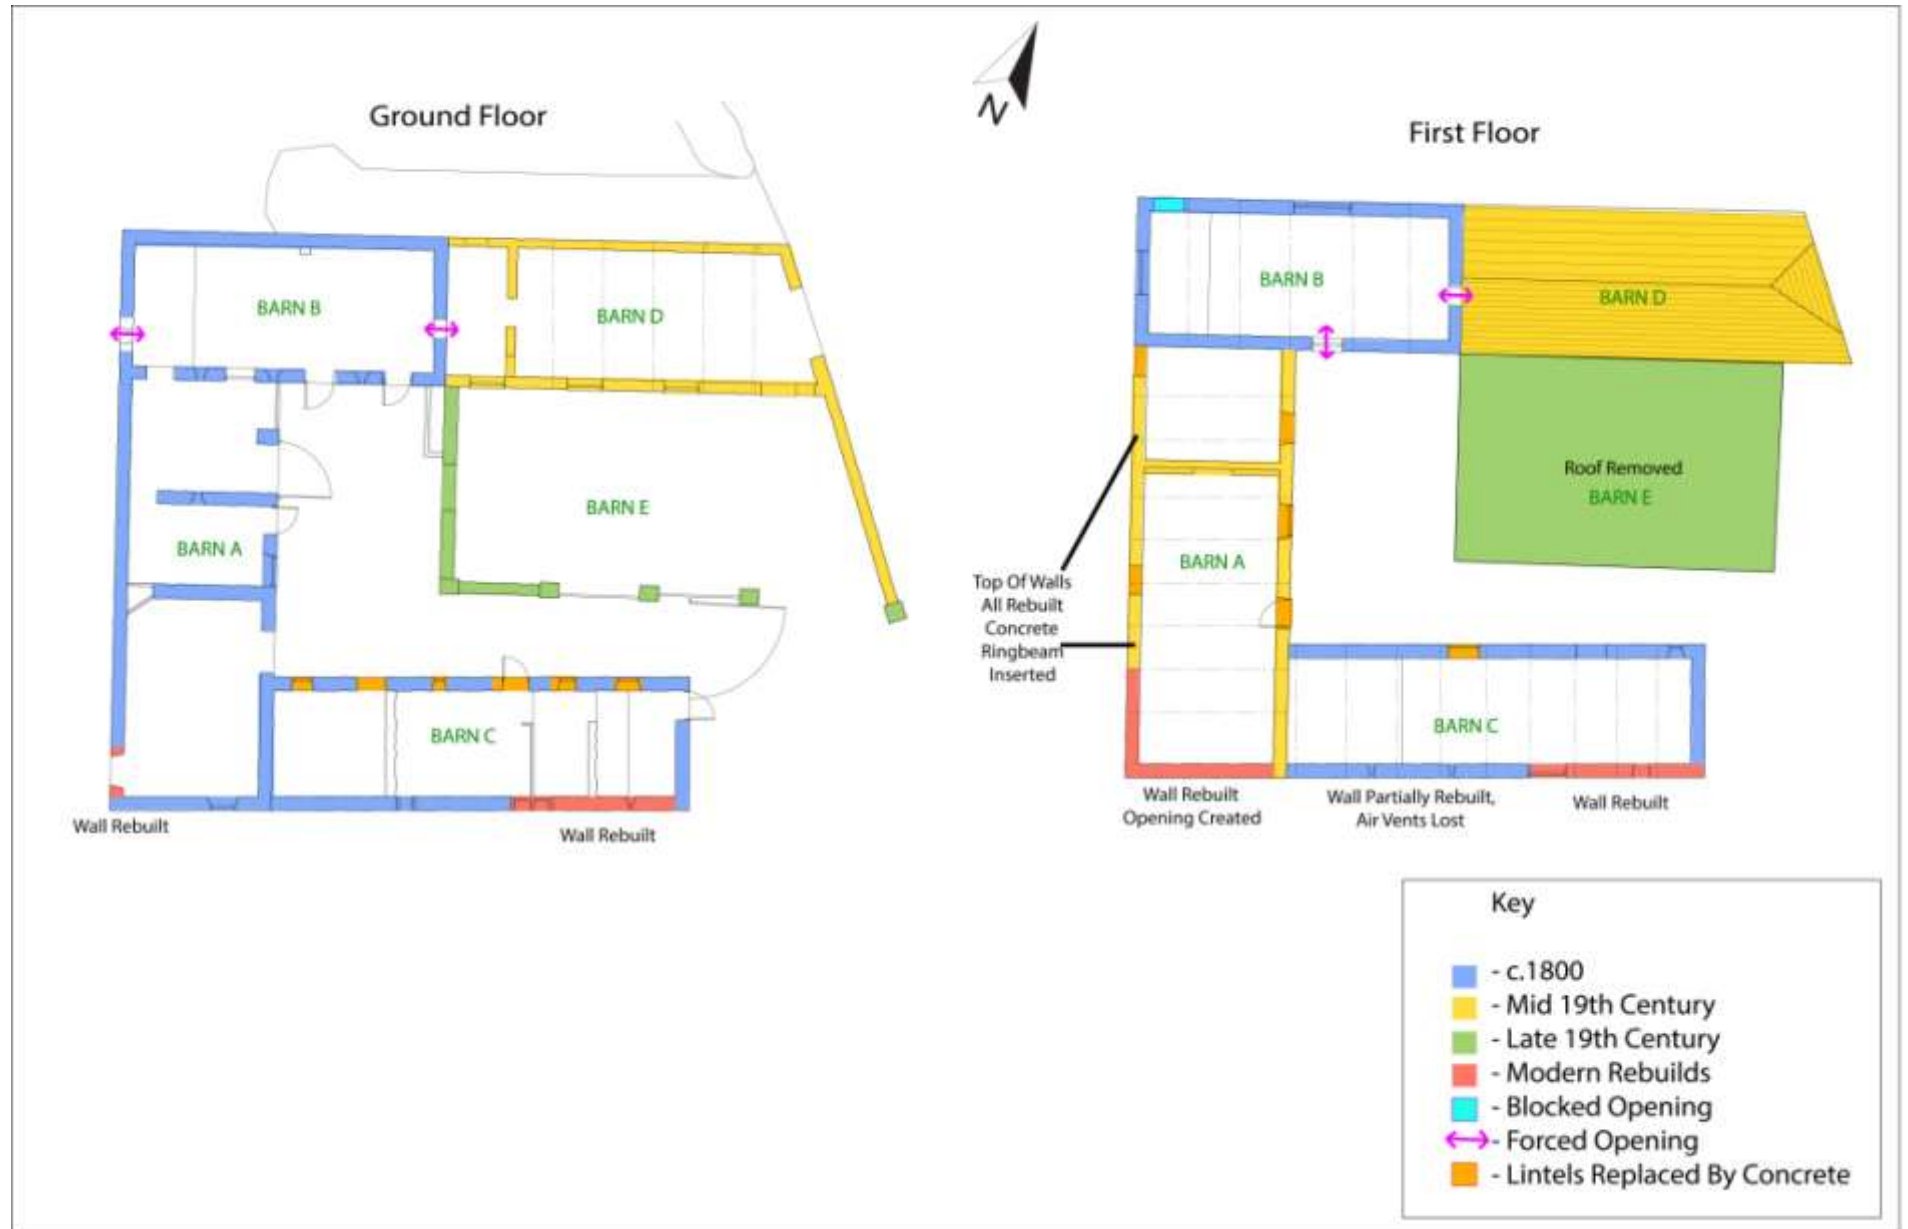 Ground Floor
N
First Floor
BARN B
BARN D
BARN E
BARN A
BARN C
Wall Rebuilt
Wall Rebuilt
BARN B
BARN D
Roof Removed
BARN E
BARN A
Top Of Walls
All Rebuilt
Concrete
Ringbeam
Inserted
BARN C
Wall Rebuilt
Opening Created
Wall Partially Rebuilt,
Air Vents Lost
Wall Rebuilt
Key
- c.1800
- Mid 19th Century
- Late 19th Century
- Modern Rebuilds
- Blocked Opening
- Forced Opening
- Lintels Replaced By Concrete